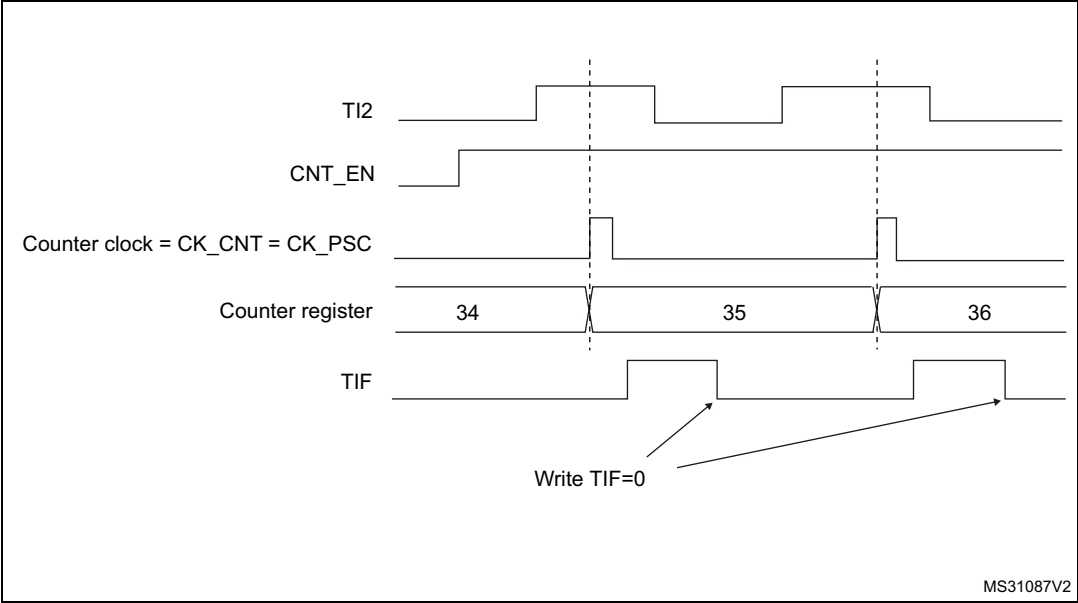 TI2
CNT_EN
Counter clock = CK_CNT = CK_PSC
Counter register
34
35
36
TIF
Write TIF=0
MS31087V2